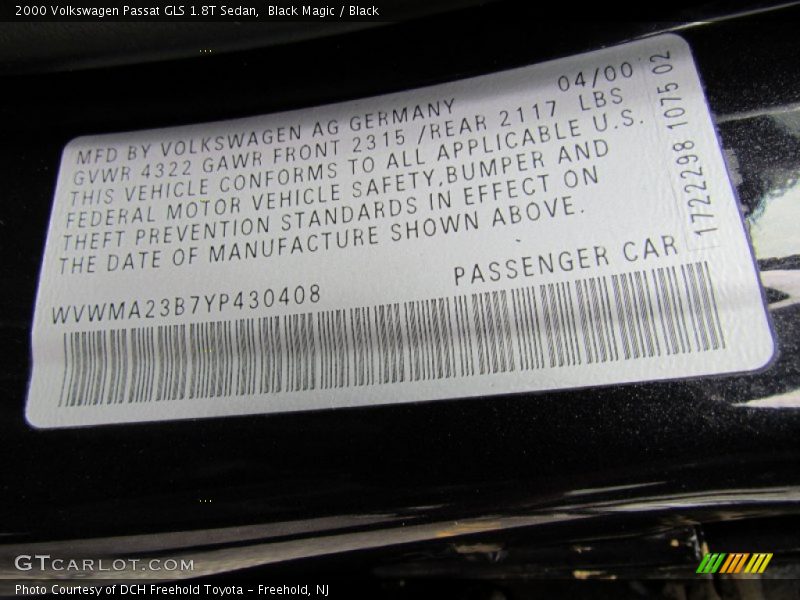 2000 Volkswagen Passat GLS 1.8T Sedan,  Black Magic / Black
04/00
MFD BY VOLKSWAGEN AG GERMANY
GVWR 4322 GAWR FRONT 2315 /REAR 2117 LBS
THIS VEHICLE CONFORMS TO ALL APPLICABLE U.S.
FEDERAL MOTOR VEHICLE SAFETY,BUMPER AND
THEFT PREVENTION STANDARDS IN EFFECT ON
THE DATE OF MANUFACTURE SHOWN ABOVE.
1722298 1075 02
WVWMA23B7YP430408
PASSENGER CAR
GTCARLOT.COM
Photo Courtesy of DCH Freehold Toyota – Freehold, NJ